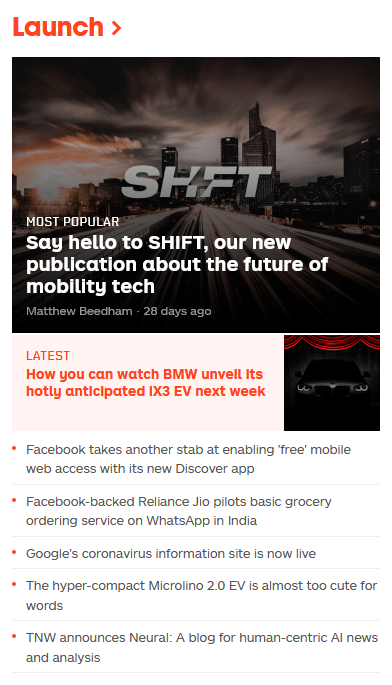 Launch >
SHIFT
MOST POPULAR
Say hello to SHIFT, our new
publication about the future of
mobility tech
Matthew Beedham · 28 days ago
LATEST
How you can watch BMW unveil its
hotly anticipated iX3 EV next week
• Facebook takes another stab at enabling 'free' mobile
web access with its new Discover app
• Facebook-backed Reliance Jio pilots basic grocery
ordering service on WhatsApp in India
• Google's coronavirus information site is now live
• The hyper-compact Microlino 2.0 EV is almost too cute for
words
• TNW announces Neural: A blog for human-centric AI news
and analysis